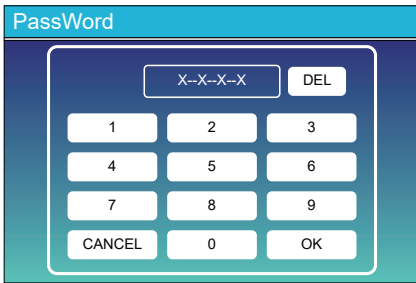 PassWord
X--X--X--X DEL
1 2 3
4 5 6
7 8 9
CANCEL 0 OK